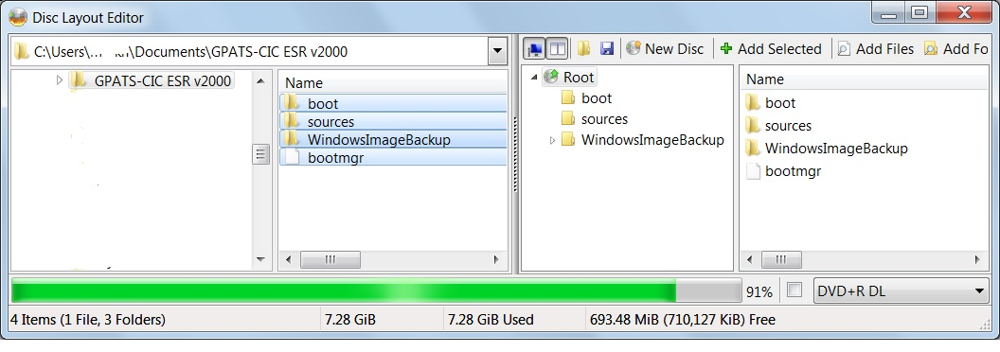 Disc Layout Editor
C:\Users\... \Documents\GPATS-CIC ESR v2000
New Disc Add Selected Add Files Add Fo
GPATS-CIC ESR v2000
Name
boot
sources
WindowsImageBackup
bootmgr
Root
boot
sources
WindowsImageBackup
Name
boot
sources
WindowsImageBackup
bootmgr
91% DVD+R DL
4 Items (1 File, 3 Folders) 7.28 GiB 7.28 GiB Used 693.48 MiB (710,127 KiB) Free